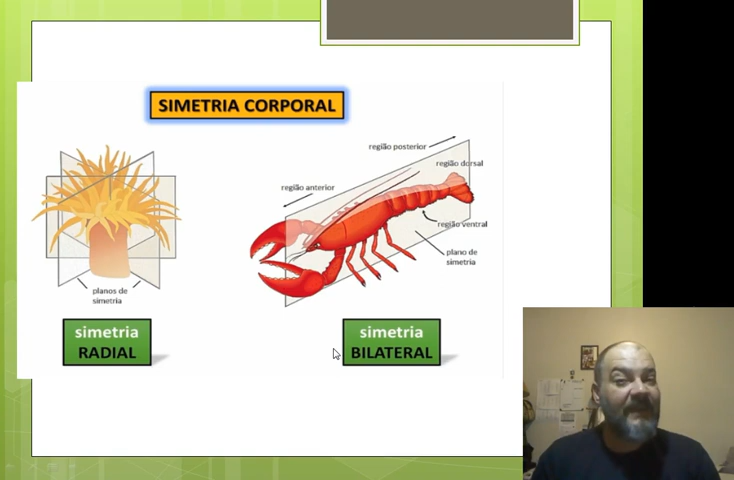 SIMETRIA CORPORAL
região posterior
região dorsal
região anterior
região ventral
plano de
simetria
planos de
simetria
simetria
RADIAL
simetria
BILATERAL